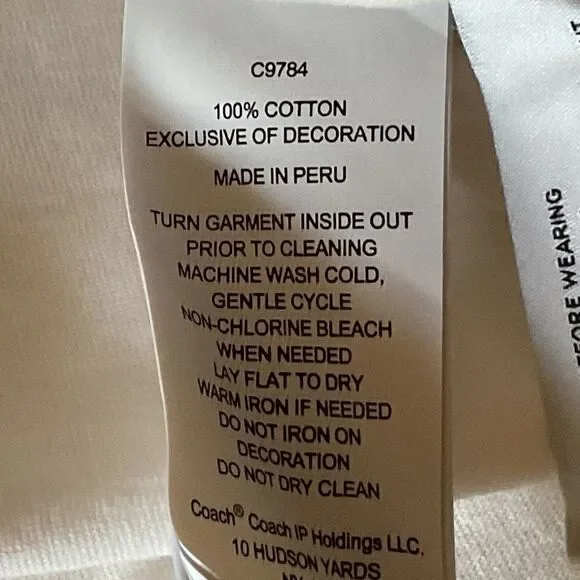 C9784
100% COTTON
EXCLUSIVE OF DECORATION
MADE IN PERU
TURN GARMENT INSIDE OUT
PRIOR TO CLEANING
MACHINE WASH COLD,
GENTLE CYCLE
NON-CHLORINE BLEACH
WHEN NEEDED
LAY FLAT TO DRY
WARM IRON IF NEEDED
DO NOT IRON ON
DECORATION
DO NOT DRY CLEAN
Coach® Coach IP Holdings LLC.
10 HUDSON YARDS
WEARING